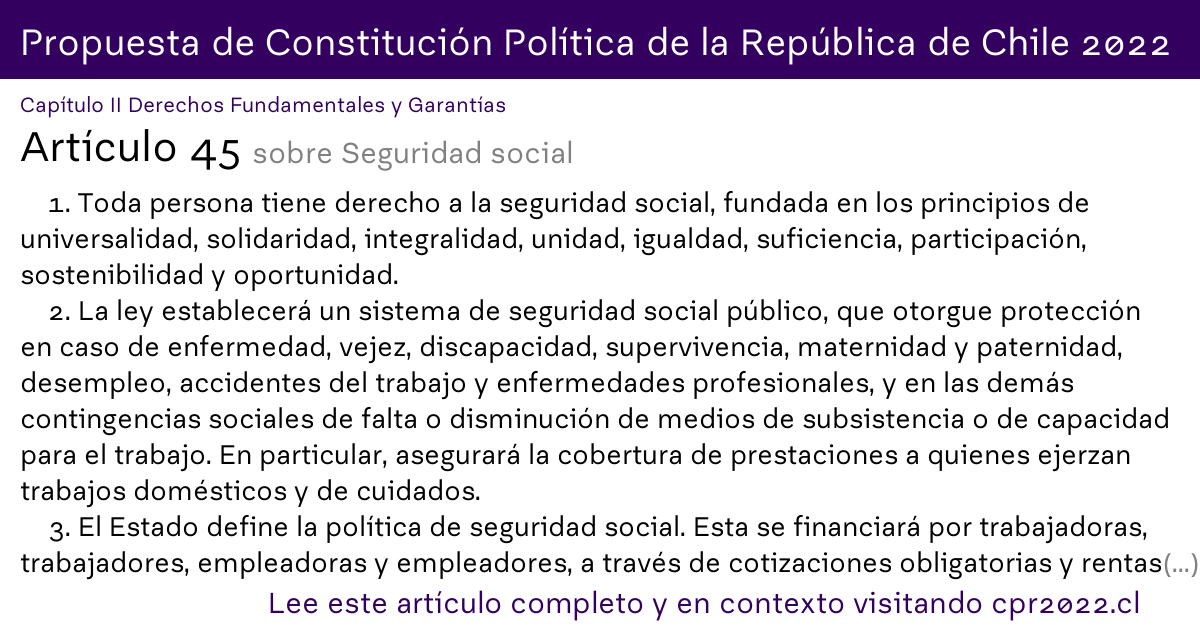 Propuesta de Constitución Política de la República de Chile 2022
Capítulo II Derechos Fundamentales y Garantías
Artículo 45 sobre Seguridad social
1. Toda persona tiene derecho a la seguridad social, fundada en los principios de
universalidad, solidaridad, integralidad, unidad, igualdad, suficiencia, participación,
sostenibilidad y oportunidad.
2. La ley establecerá un sistema de seguridad social público, que otorgue protección
en caso de enfermedad, vejez, discapacidad, supervivencia, maternidad y paternidad,
desempleo, accidentes del trabajo y enfermedades profesionales, y en las demás
contingencias sociales de falta o disminución de medios de subsistencia o de capacidad
para el trabajo. En particular, asegurará la cobertura de prestaciones a quienes ejerzan
trabajos domésticos y de cuidados.
3. El Estado define la política de seguridad social. Esta se financiará por trabajadoras,
trabajadores, empleadoras y empleadores, a través de cotizaciones obligatorias y rentas(...)
Lee este artículo completo y en contexto visitando cpr2022.cl